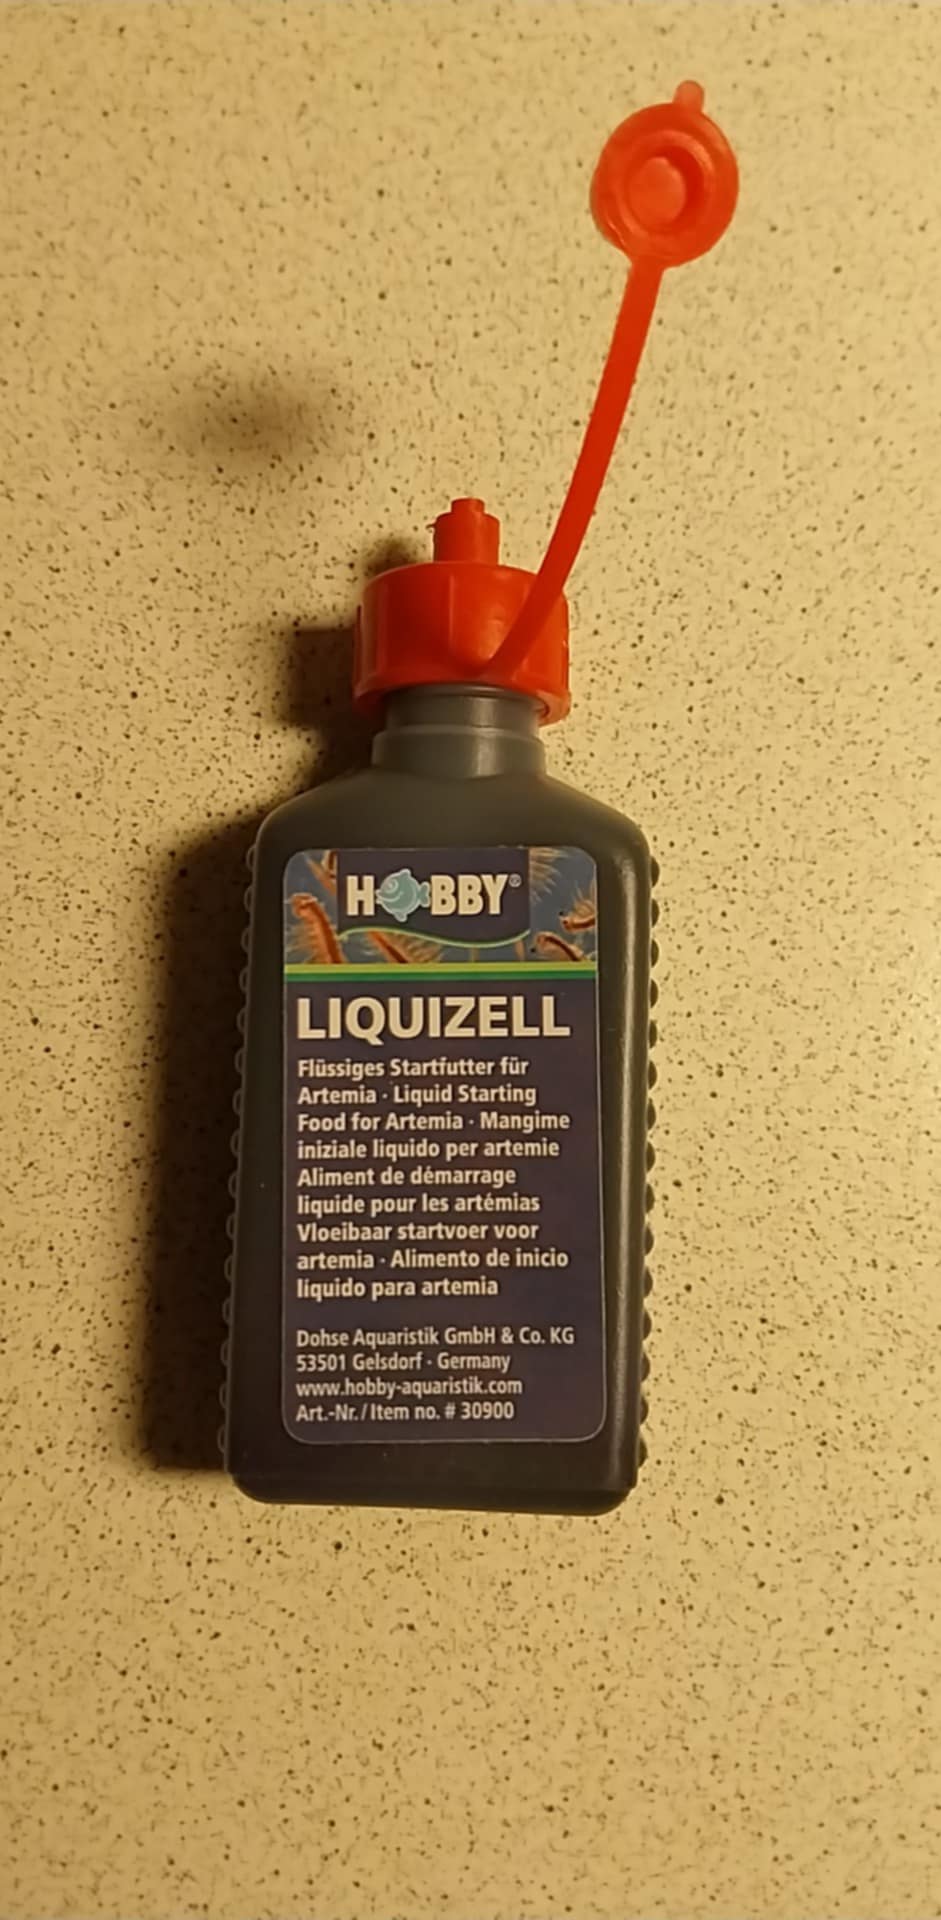 HOBBY®
LIQUIZELL
Flüssiges Startfutter für
Artemia · Liquid Starting
Food for Artemia · Mangime
iniziale liquido per artemie
Aliment de démarrage
liquide pour les artémias
Vloeibaar startvoer voor
artemia · Alimento de inicio
líquido para artemia
Dohse Aquaristik GmbH & Co. KG
53501 Gelsdorf · Germany
www.hobby-aquaristik.com
Art.-Nr./Item no. # 30900